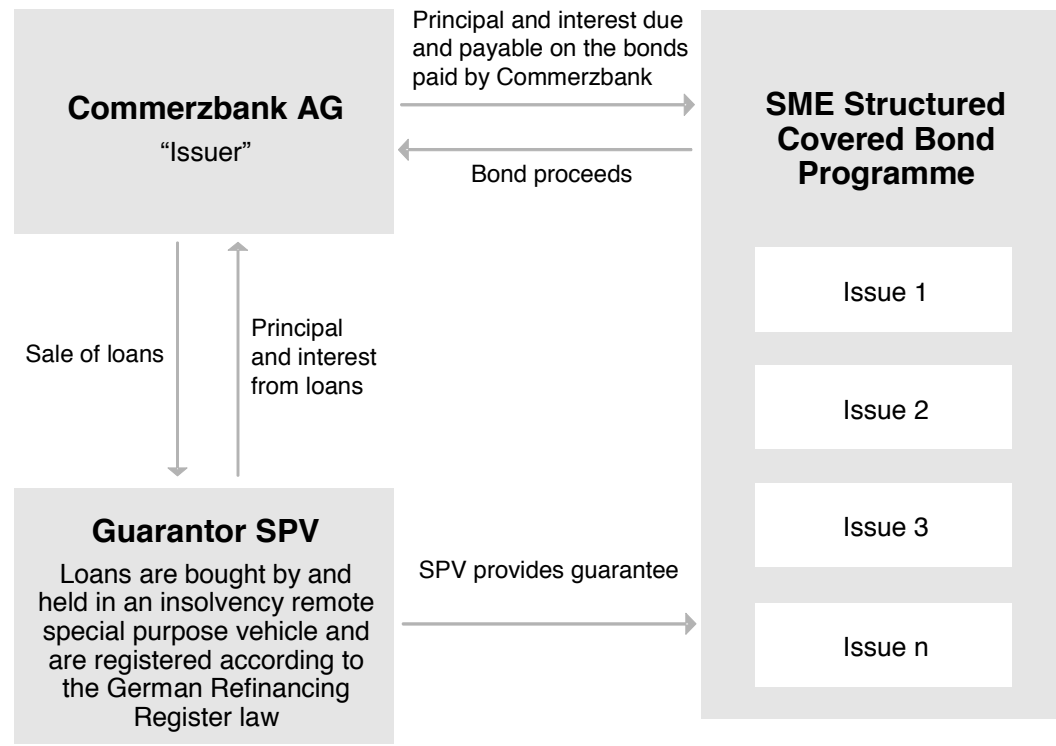 Commerzbank AG
“Issuer”
Principal and interest due
and payable on the bonds
paid by Commerzbank
Bond proceeds
SME Structured
Covered Bond
Programme
Issue 1
Issue 2
Issue 3
Issue n
Sale of loans
Principal
and interest
from loans
Guarantor SPV
Loans are bought by and
held in an insolvency remote
special purpose vehicle and
are registered according to
the German Refinancing
Register law
SPV provides guarantee